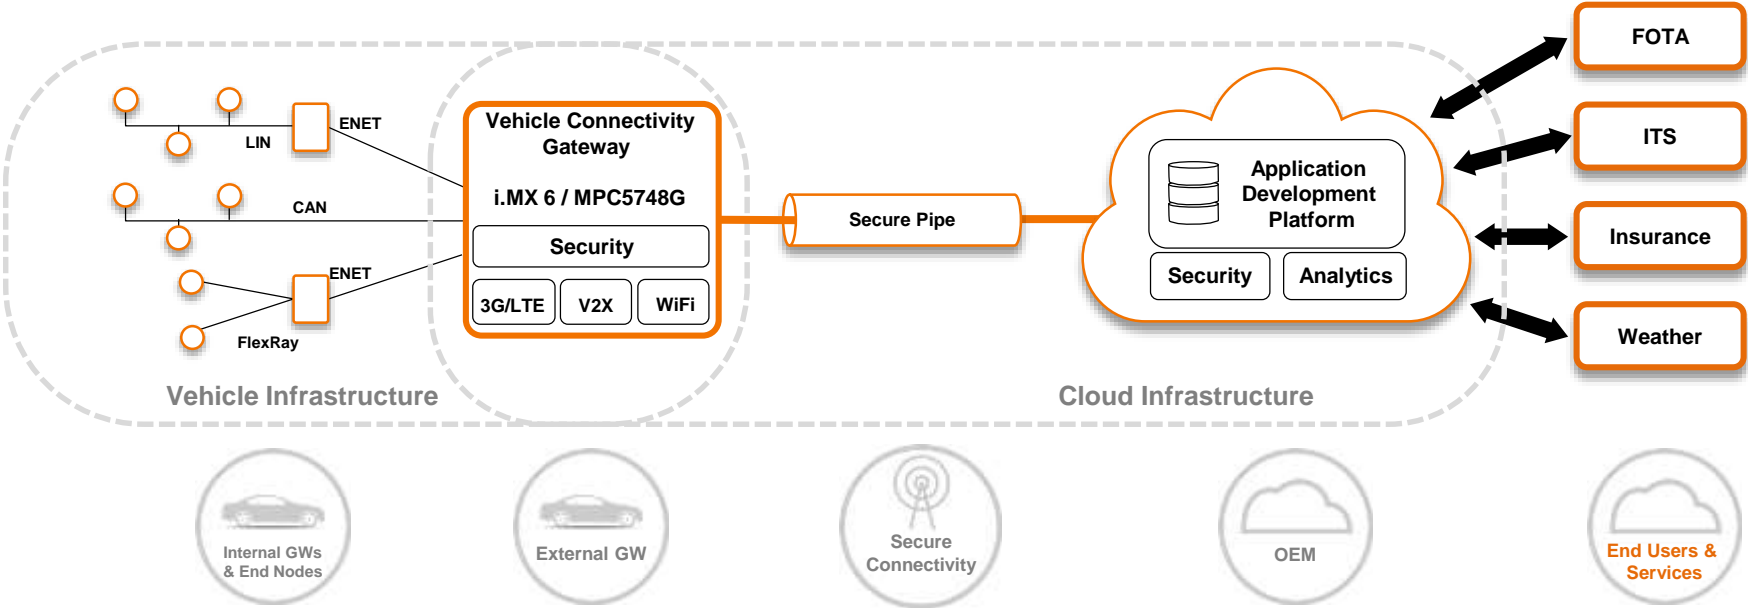 LIN
ENET
CAN
ENET
FlexRay
Vehicle Infrastructure
Vehicle Connectivity
Gateway
i.MX 6 / MPC5748G
Security
3G/LTE
V2X
WiFi
Secure Pipe
Application
Development
Platform
Security
Analytics
Cloud Infrastructure
FOTA
ITS
Insurance
Weather
Internal GWs
& End Nodes
External GW
Secure
Connectivity
OEM
End Users &
Services